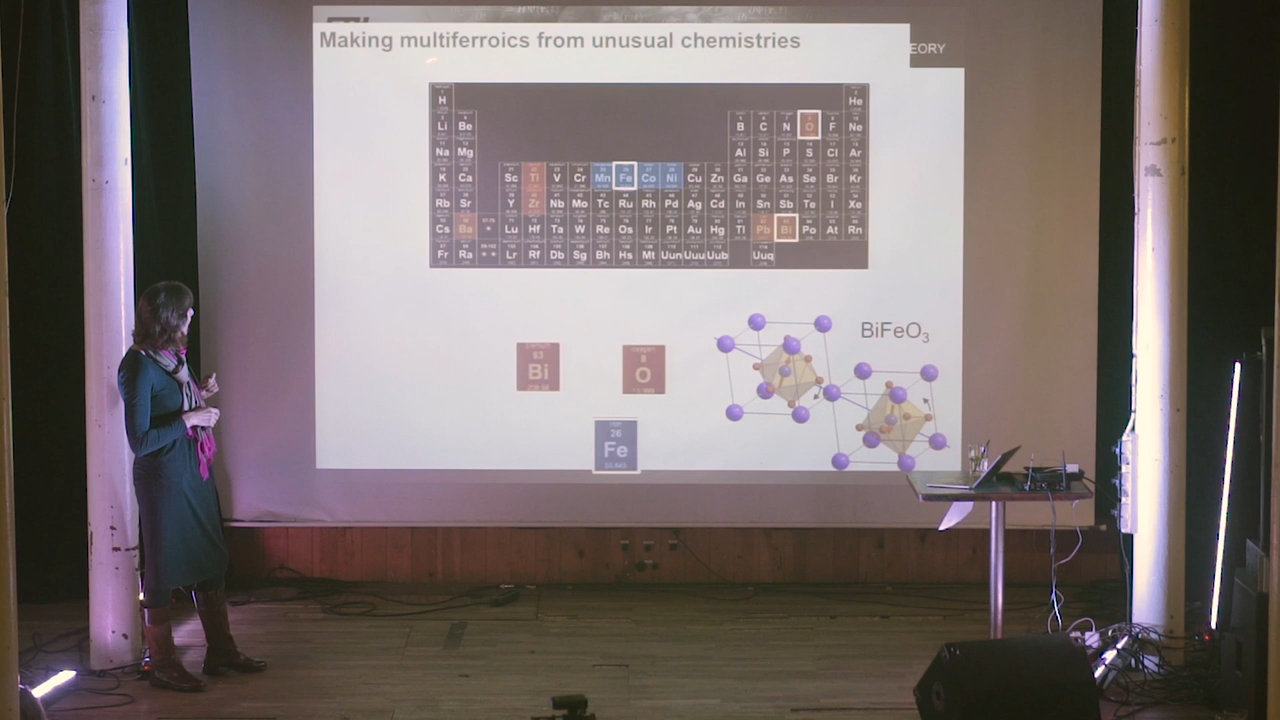 EORY
Making multiferroics from unusual chemistries
H He
Li Be B C N O F Ne
Na Mg Al Si P S Cl Ar
K Ca Sc Ti V Cr Mn Fe Co Ni Cu Zn Ga Ge As Se Br Kr
Rb Sr Y Zr Nb Mo Tc Ru Rh Pd Ag Cd In Sn Sb Te I Xe
Cs Ba Lu Hf Ta W Re Os Ir Pt Au Hg Tl Pb Bi Po At Rn
Fr Ra Lr Rf Db Sg Bh Hs Mt Uun Uuu Uub Uuq
BiFeO₃
83
Bi
8
O
26
Fe